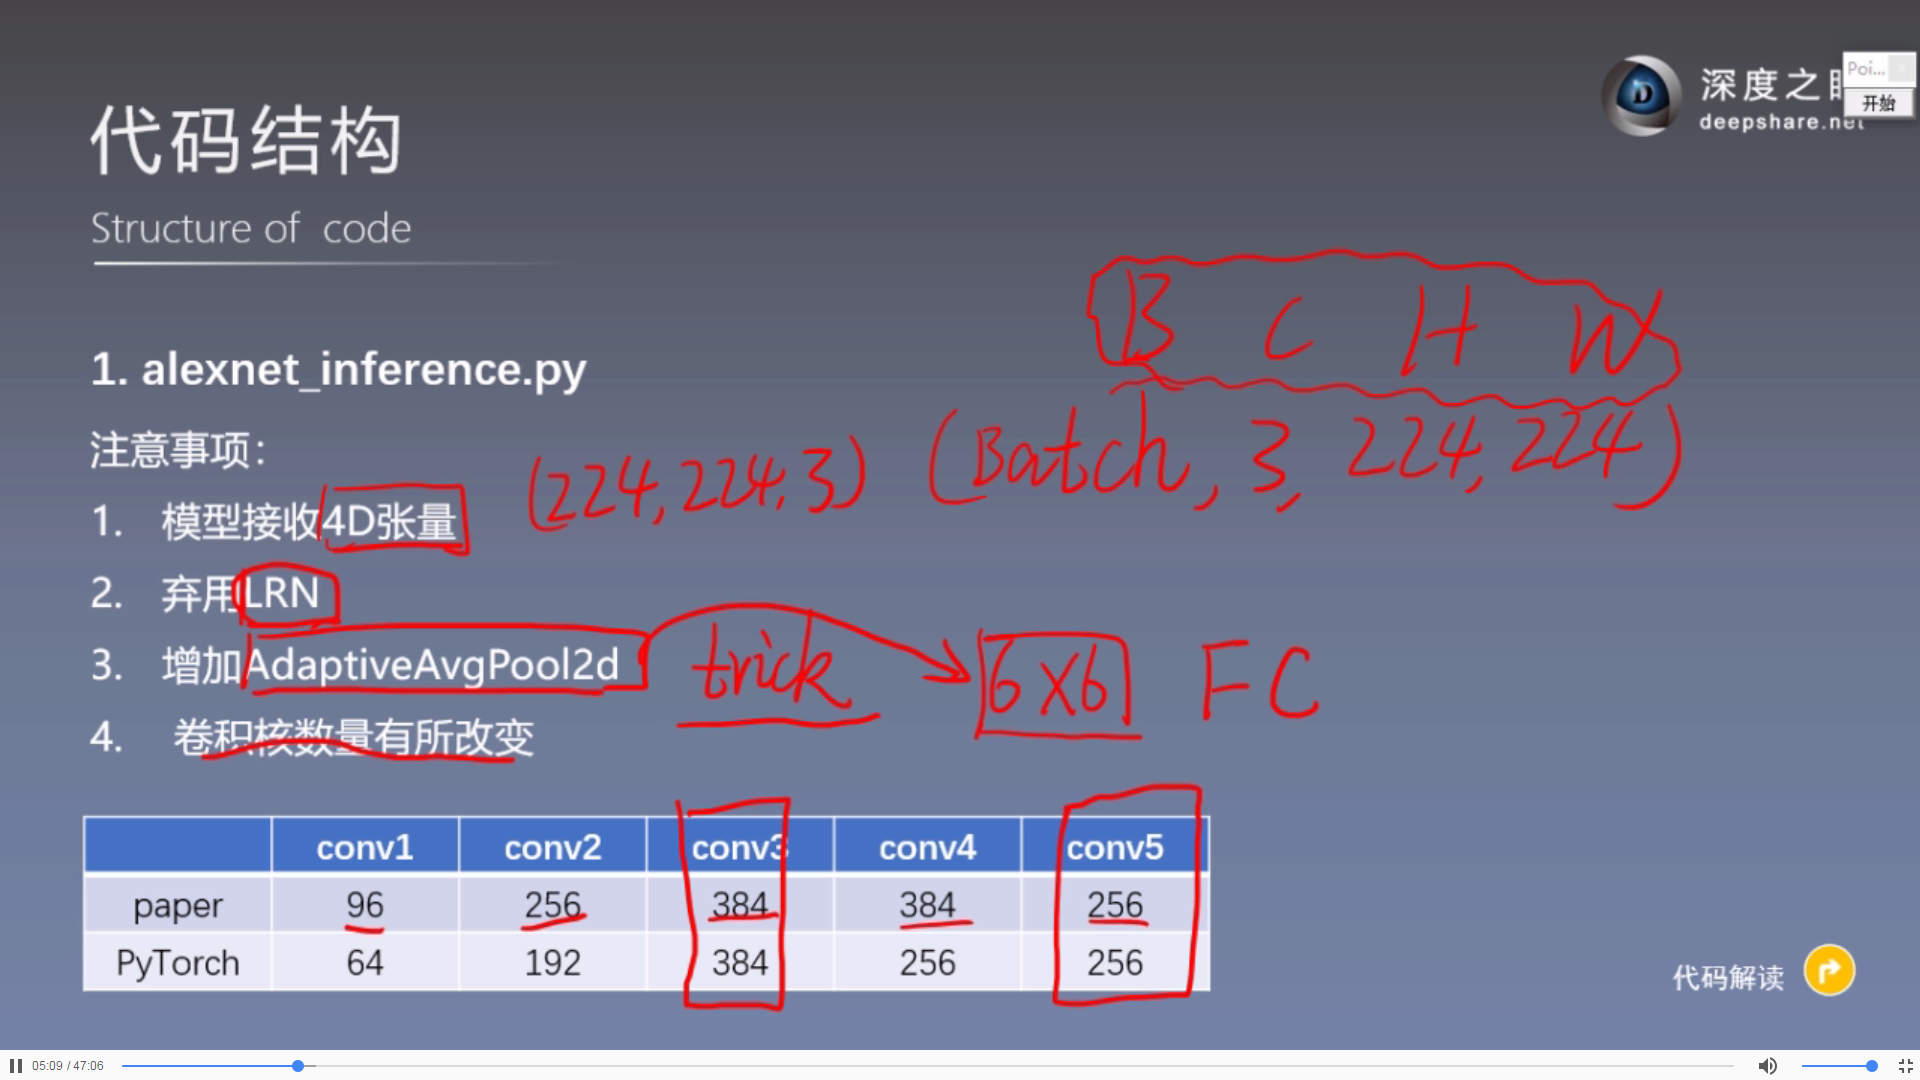 代码结构
Structure of code
深度之
deepshare.net
Poi...
开始
1. alexnet_inference.py
B C H W
注意事项：
(224,224,3) (Batch, 3, 224, 224)
1. 模型接收4D张量
2. 弃用LRN
3. 增加AdaptiveAvgPool2d trick 6X6 FC
4. 卷积核数量有所改变
conv1 conv2 conv3 conv4 conv5
paper 96 256 384 384 256
PyTorch 64 192 384 256 256
代码解读
05:09 / 47:06